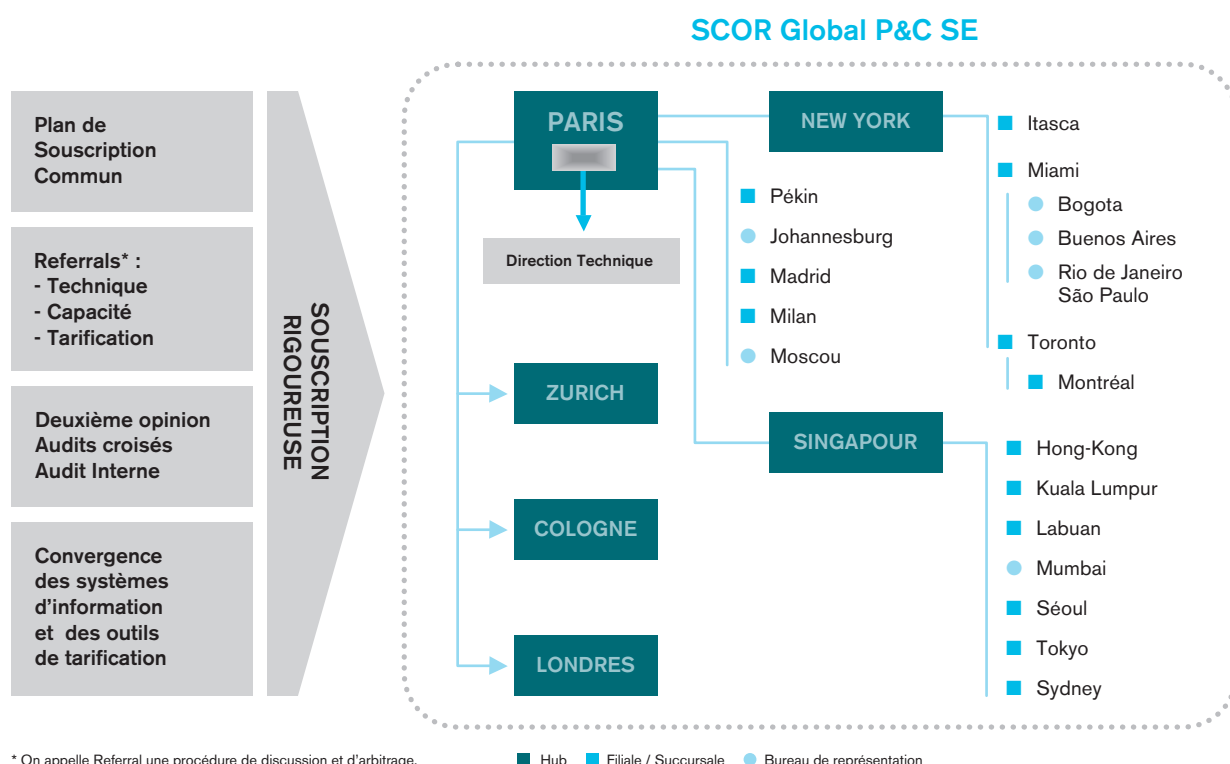 SCOR Global P&C SE
Plan de
Souscription
Commun
Referrals* :
- Technique
- Capacité
- Tarification
Deuxième opinion
Audits croisés
Audit Interne
Convergence
des systèmes
d'information
et des outils
de tarification
SOUSCRIPTION
RIGOUREUSE
PARIS
Direction Technique
ZURICH
COLOGNE
LONDRES
Pékin
Johannesburg
Madrid
Milan
Moscou
NEW YORK
Itasca
Miami
Bogota
Buenos Aires
Rio de Janeiro
São Paulo
Toronto
Montréal
SINGAPOUR
Hong-Kong
Kuala Lumpur
Labuan
Mumbai
Séoul
Tokyo
Sydney
* On appelle Referral une procédure de discussion et d'arbitrage.
Hub Filiale / Succursale Bureau de représentation